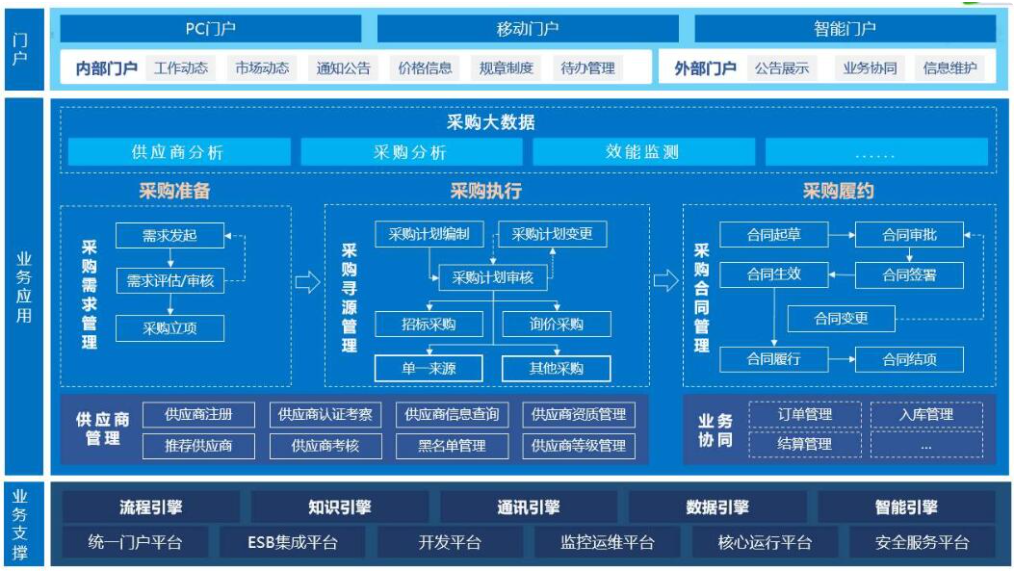 门户
PC门户 移动门户 智能门户
内部门户 工作动态 市场动态 通知公告 价格信息 规章制度 待办管理 外部门户 公告展示 业务协同 信息维护
业务应用
采购大数据
供应商分析 采购分析 效能监测 ......
采购准备 采购执行 采购履约
采购需求管理
需求发起
需求评估/审核
采购立项
采购寻源管理
采购计划编制 采购计划变更
采购计划审核
招标采购 询价采购
单一来源 其他采购
采购合同管理
合同起草 合同审批
合同生效 合同签署
合同变更
合同履行 合同结项
供应商管理
供应商注册 供应商认证考察 供应商信息查询 供应商资质管理
推荐供应商 供应商考核 黑名单管理 供应商等级管理
业务协同
订单管理 入库管理
结算管理 ...
业务支撑
流程引擎 知识引擎 通讯引擎 数据引擎 智能引擎
统一门户平台 ESB集成平台 开发平台 监控运维平台 核心运行平台 安全服务平台